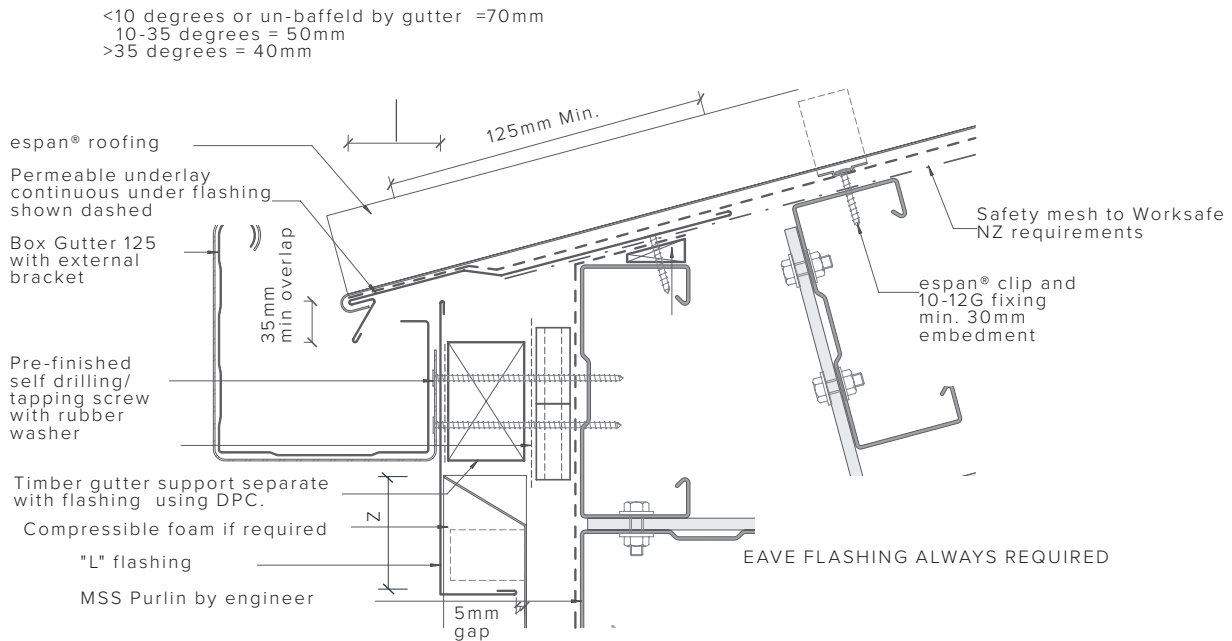 <10 degrees or un-baffeld by gutter =70mm
10-35 degrees = 50mm
>35 degrees = 40mm
125mm Min.
espan® roofing
Permeable underlay
continuous under flashing
shown dashed
Box Gutter 125
with external
bracket
35mm
min overlap
Safety mesh to Worksafe
NZ requirements
espan® clip and
10-12G fixing
min. 30mm
embedment
Pre-finished
self drilling/
tapping screw
with rubber
washer
Timber gutter support separate
with flashing using DPC.
Z
Compressible foam if required
"L" flashing
MSS Purlin by engineer
5mm
gap
EAVE FLASHING ALWAYS REQUIRED